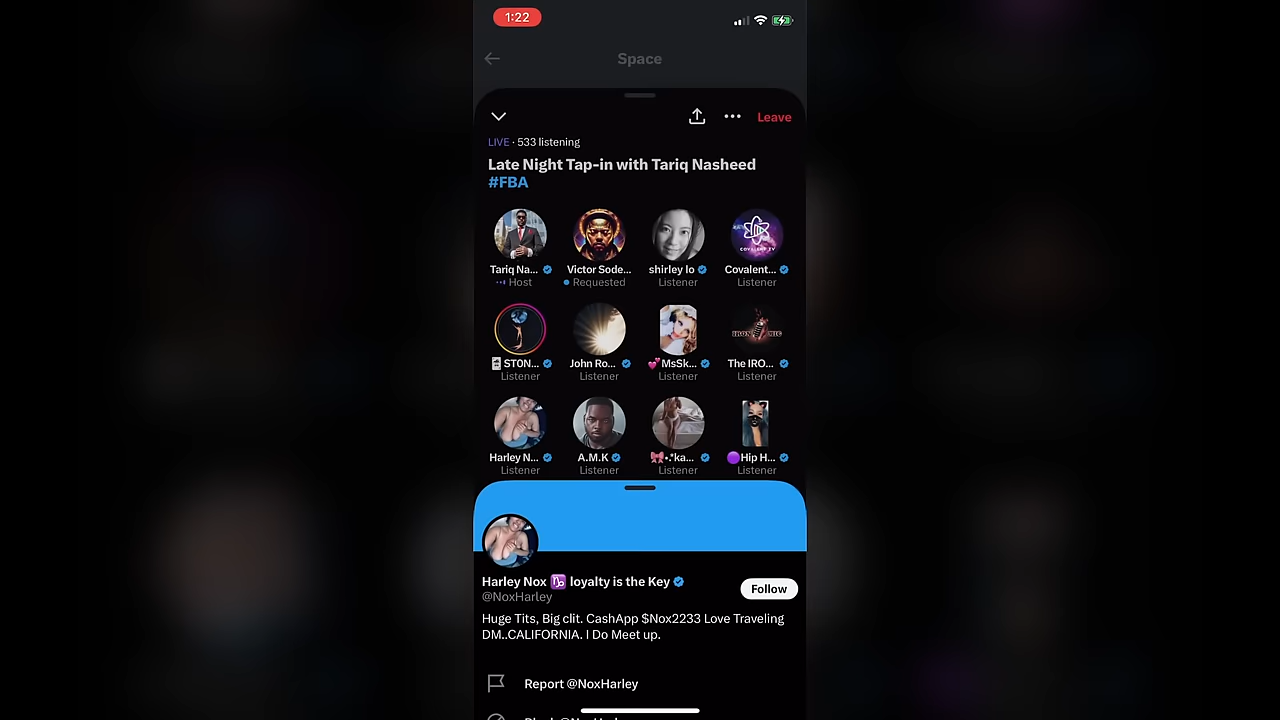 1:22
Space
Leave
LIVE · 533 listening
Late Night Tap-in with Tariq Nasheed
#FBA
Tariq Na... Victor Sode... shirley lo Covalent...
Host Requested Listener Listener
COVALENT TV
ST0N... John Ro... 💕MsSk... The IRO...
Listener Listener Listener Listener
Harley N... A.M.K 🎀•.*ka... 🟣Hip H...
Listener Listener Listener Listener
Harley Nox ♑ loyalty is the Key
@NoxHarley
Follow
Huge Tits, Big clit. CashApp $Nox2233 Love Traveling
DM..CALIFORNIA. I Do Meet up.
Report @NoxHarley